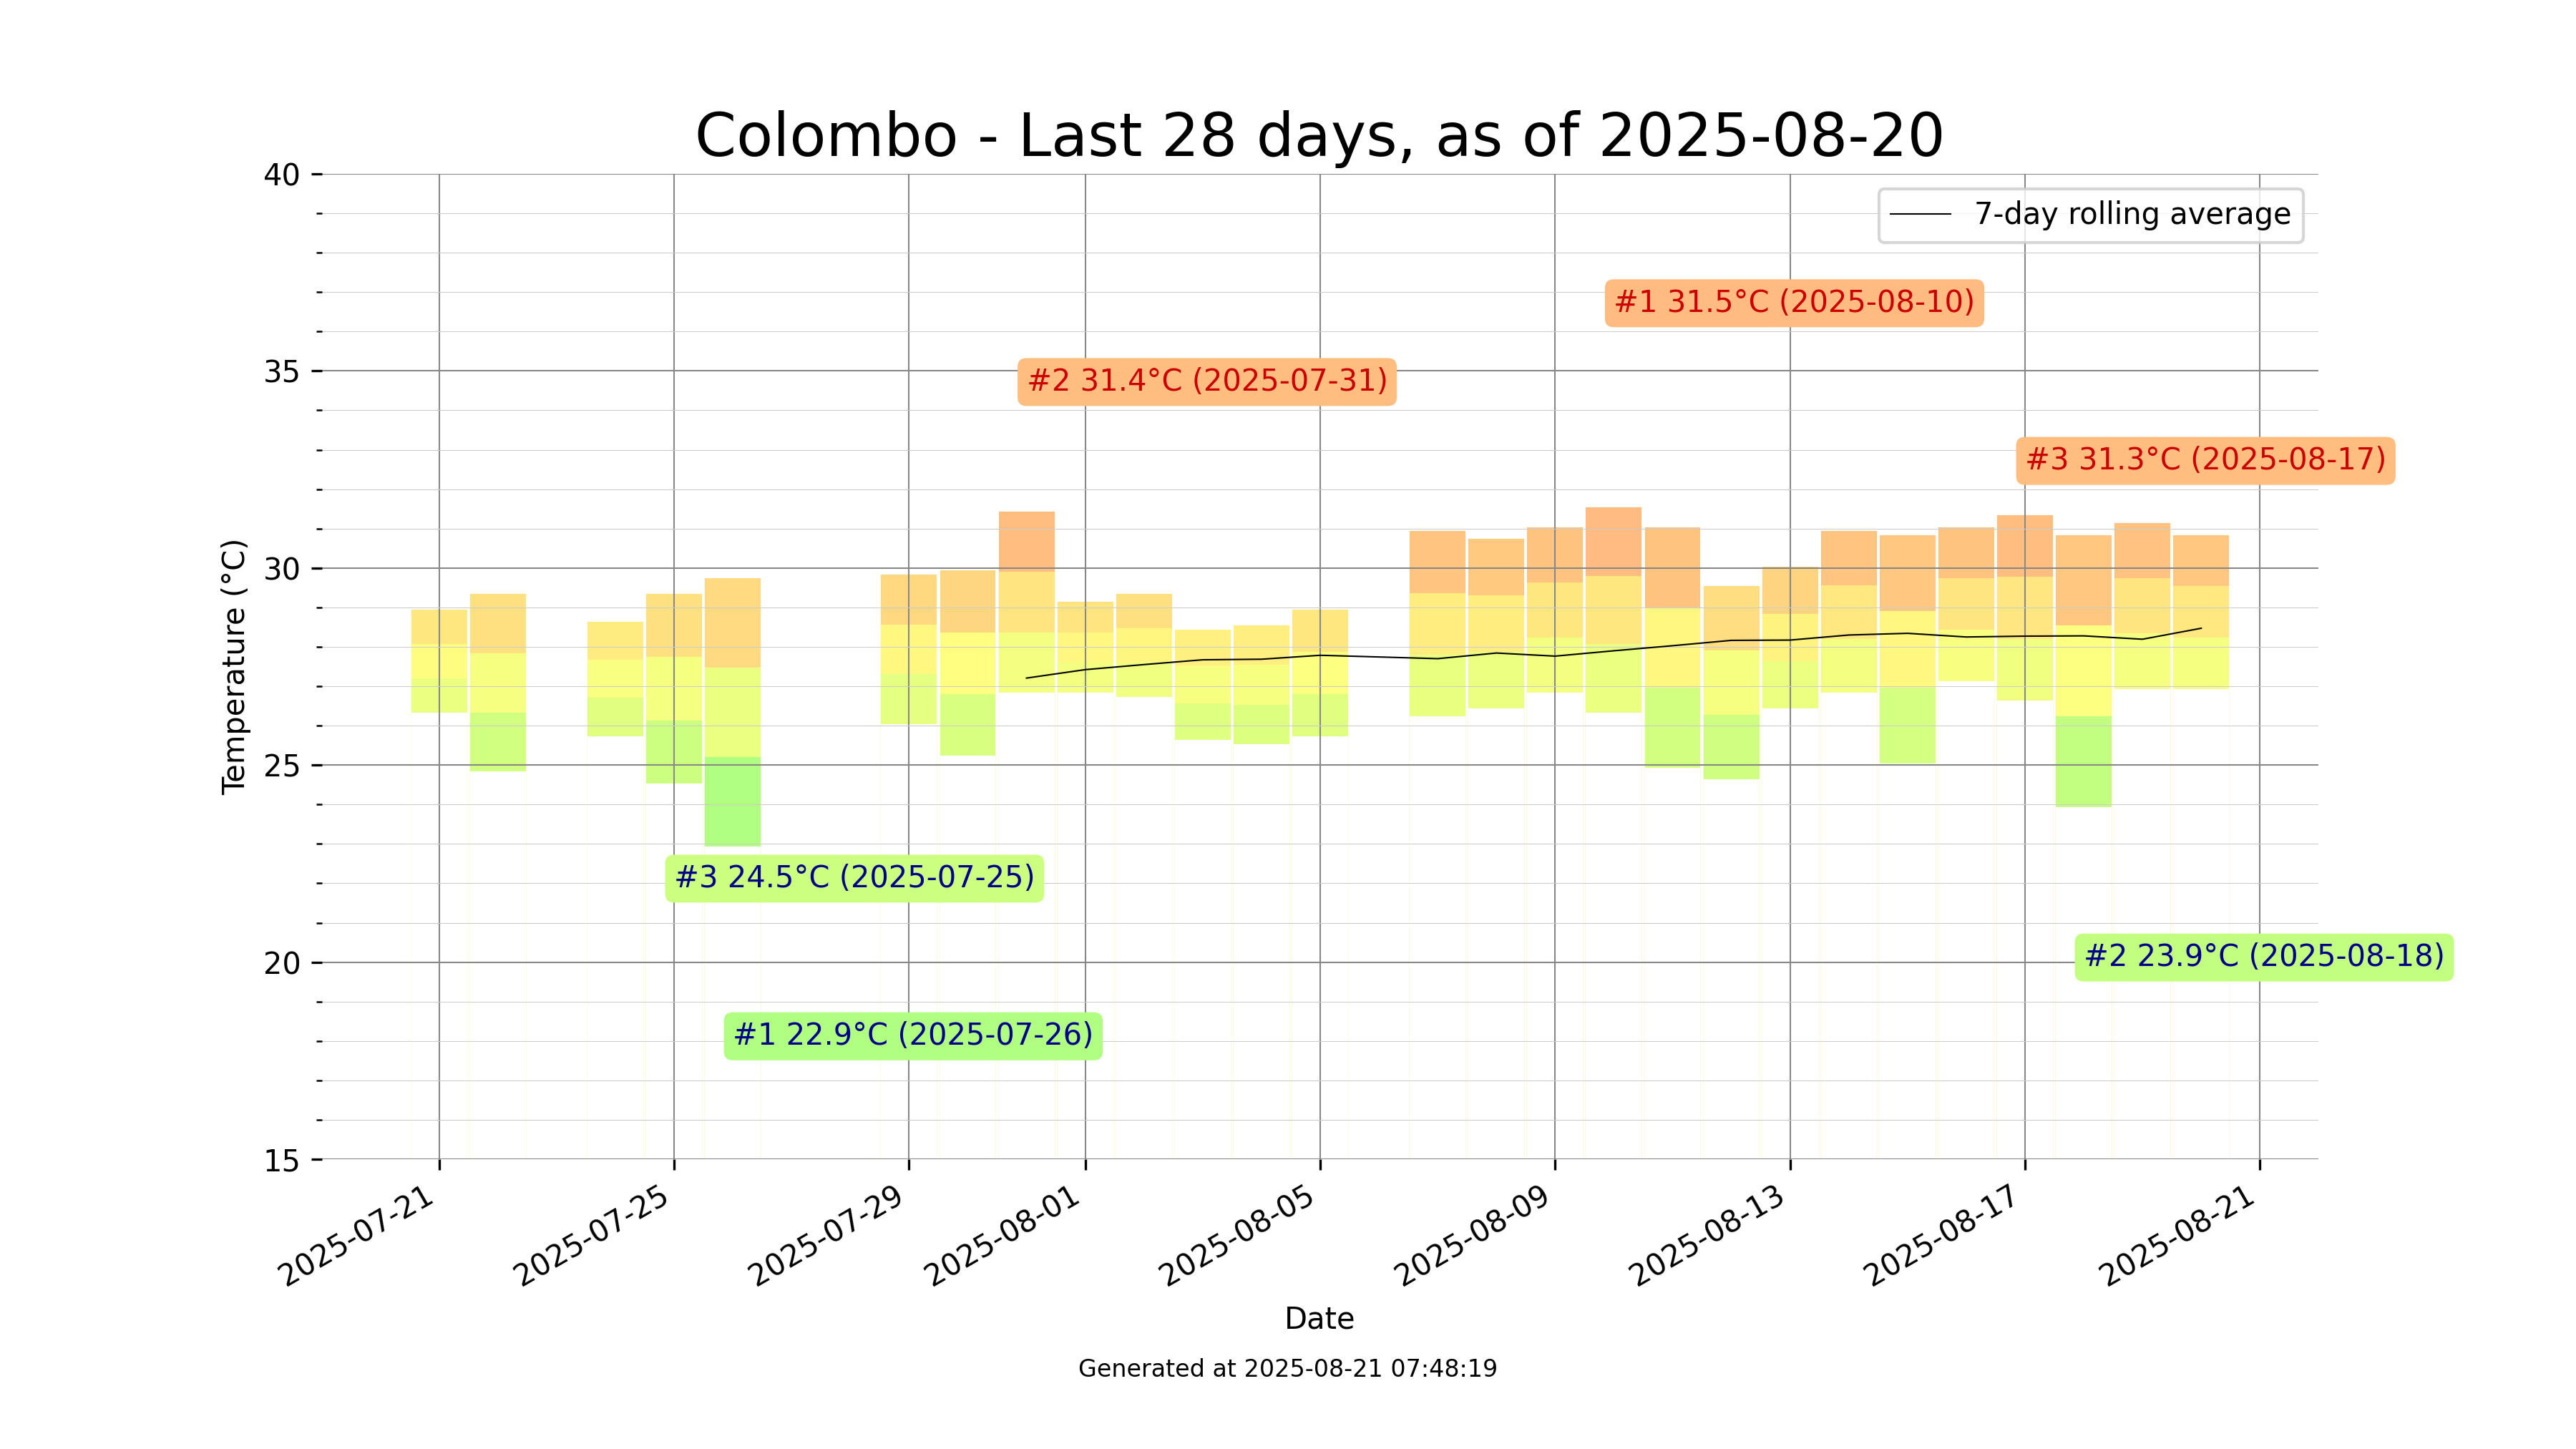 Colombo - Last 28 days, as of 2025-08-20
40
35
30
25
20
15
Temperature (°C)
7-day rolling average
#1 31.5°C (2025-08-10)
#2 31.4°C (2025-07-31)
#3 31.3°C (2025-08-17)
#3 24.5°C (2025-07-25)
#2 23.9°C (2025-08-18)
#1 22.9°C (2025-07-26)
2025-07-21
2025-07-25
2025-07-29
2025-08-01
2025-08-05
2025-08-09
2025-08-13
2025-08-17
2025-08-21
Date
Generated at 2025-08-21 07:48:19